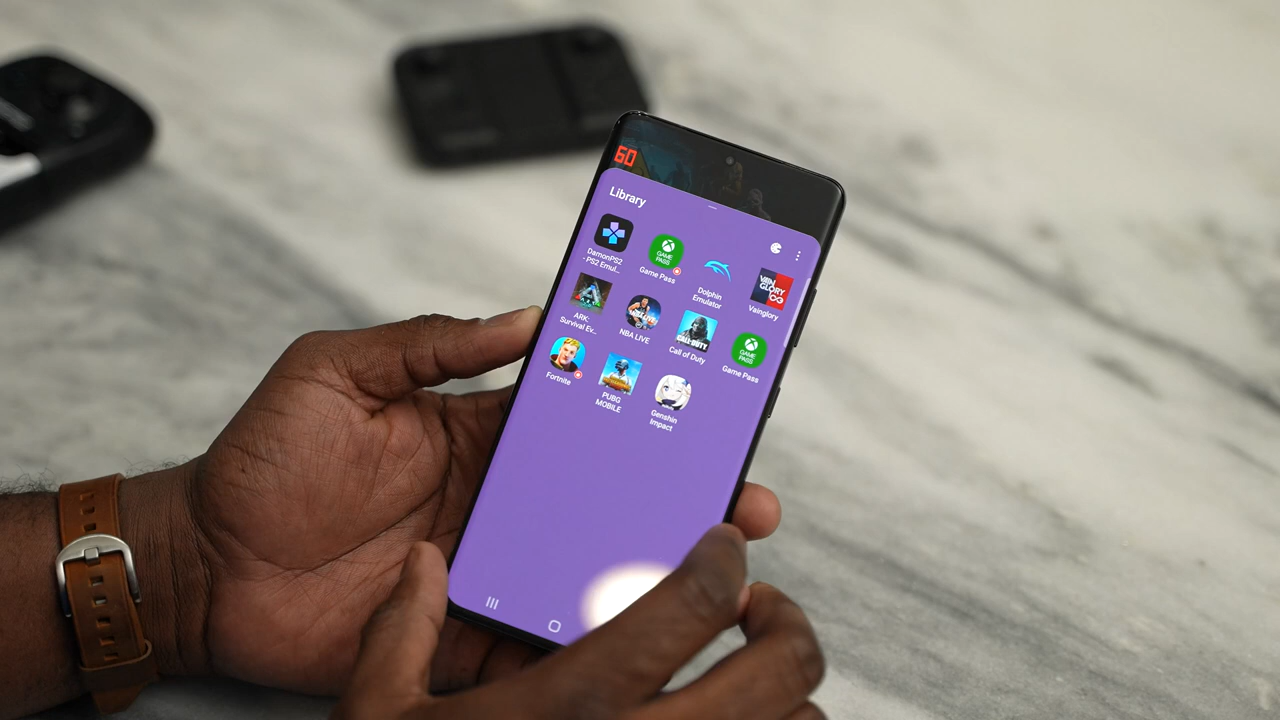 60
Library
DamonPS2
- PS2 Emul...
GAME
PASS
Game Pass
Dolphin
Emulator
VAIN
GLORY
Vainglory
ARK:
Survival Ev...
NBA LIVE
CALL OF DUTY
Call of Duty
GAME
PASS
Game Pass
Fortnite
PUBG
MOBILE
Genshin
Impact